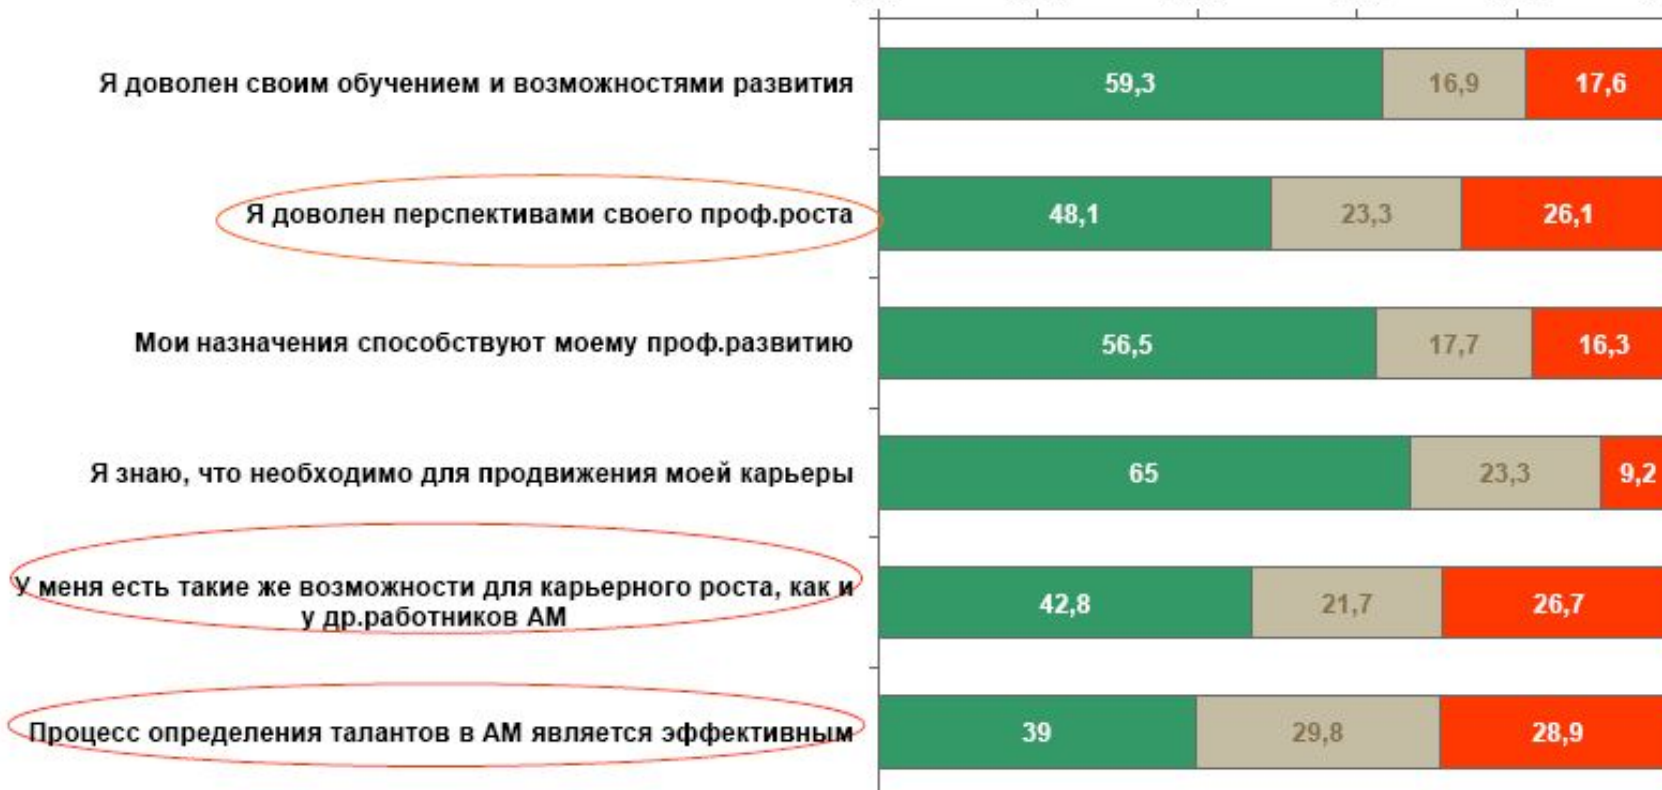 Я доволен своим обучением и возможностями развития
59,3 16,9 17,6
Я доволен перспективами своего проф.роста
48,1 23,3 26,1
Мои назначения способствуют моему проф.развитию
56,5 17,7 16,3
Я знаю, что необходимо для продвижения моей карьеры
65 23,3 9,2
У меня есть такие же возможности для карьерного роста, как и
у др.работников АМ
42,8 21,7 26,7
Процесс определения талантов в АМ является эффективным
39 29,8 28,9